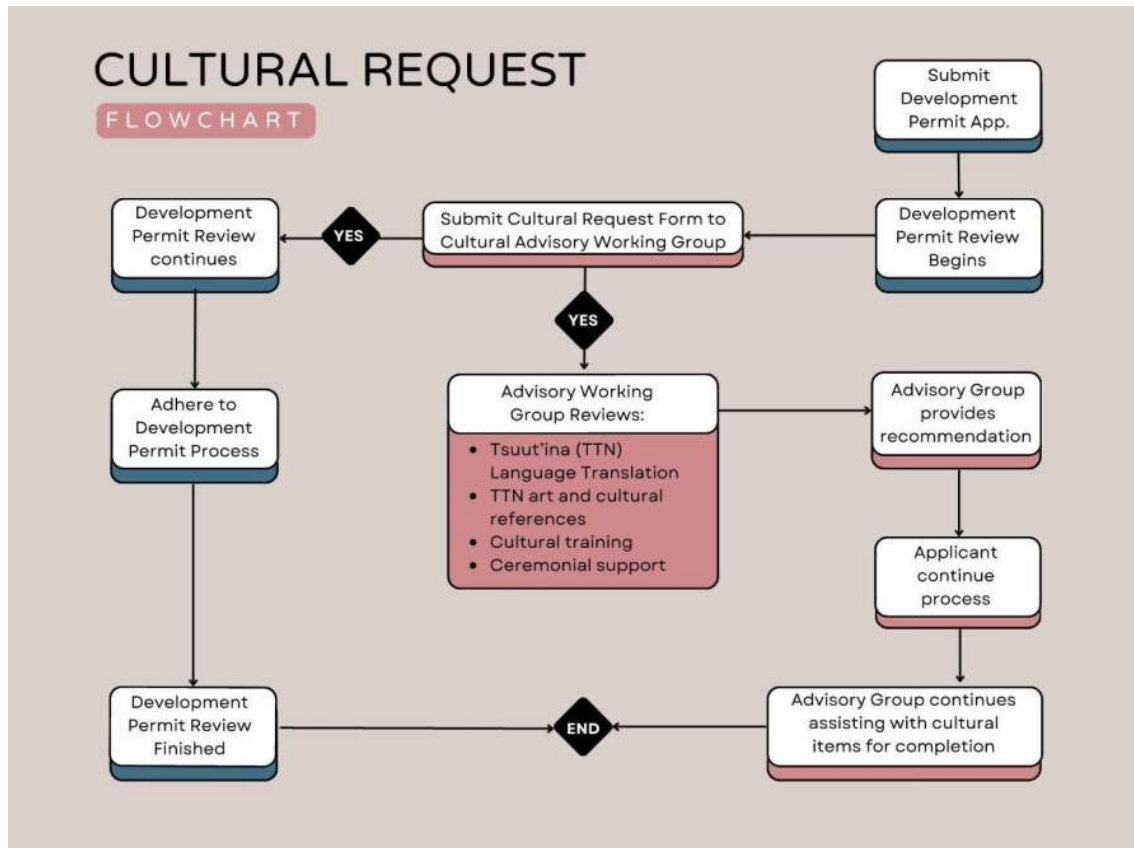 CULTURAL REQUEST
FLOWCHART
Submit
Development
Permit App.
Development
Permit Review
Begins
Submit Cultural Request Form to
Cultural Advisory Working Group
YES
Development
Permit Review
continues
Adhere to
Development
Permit Process
Development
Permit Review
Finished
YES
Advisory Working
Group Reviews:
• Tsuut’ina (TTN)
Language Translation
• TTN art and cultural
references
• Cultural training
• Ceremonial support
Advisory Group
provides
recommendation
Applicant
continue
process
Advisory Group continues
assisting with cultural
items for completion
END